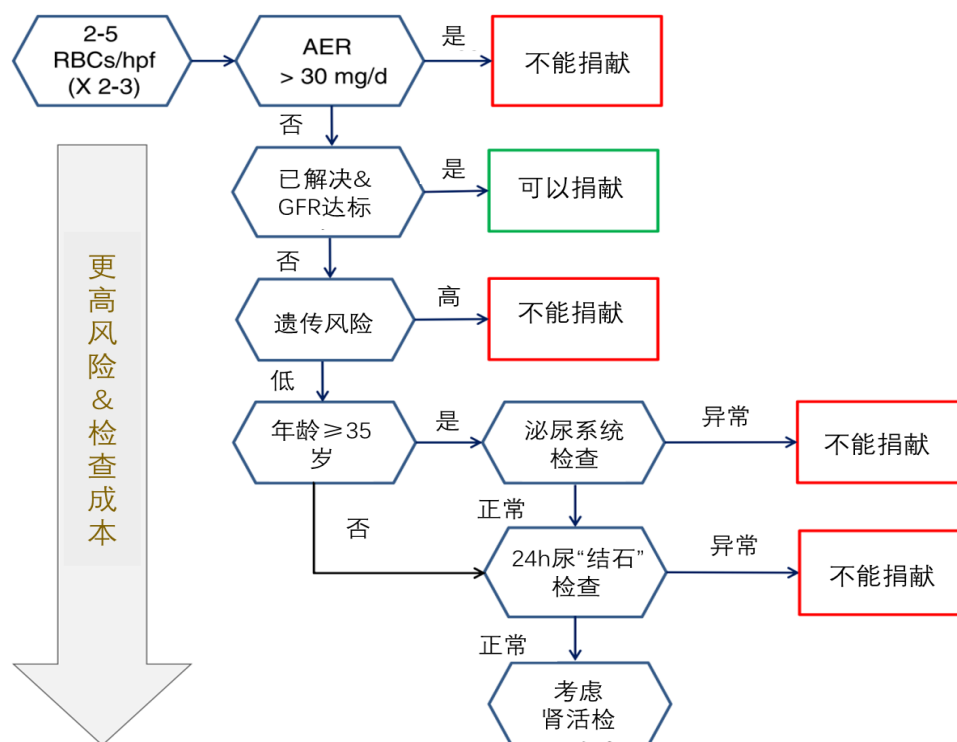 2-5
RBCs/hpf
(X 2-3)
AER
> 30 mg/d
是
不能捐献
否
已解决&
GFR达标
是
可以捐献
否
遗传风险
高
不能捐献
低
年龄≥35
岁
是
泌尿系统
检查
异常
不能捐献
否
正常
24h尿“结石”
检查
异常
不能捐献
正常
考虑
肾活检
更
高
风
险
&
检
查
成
本